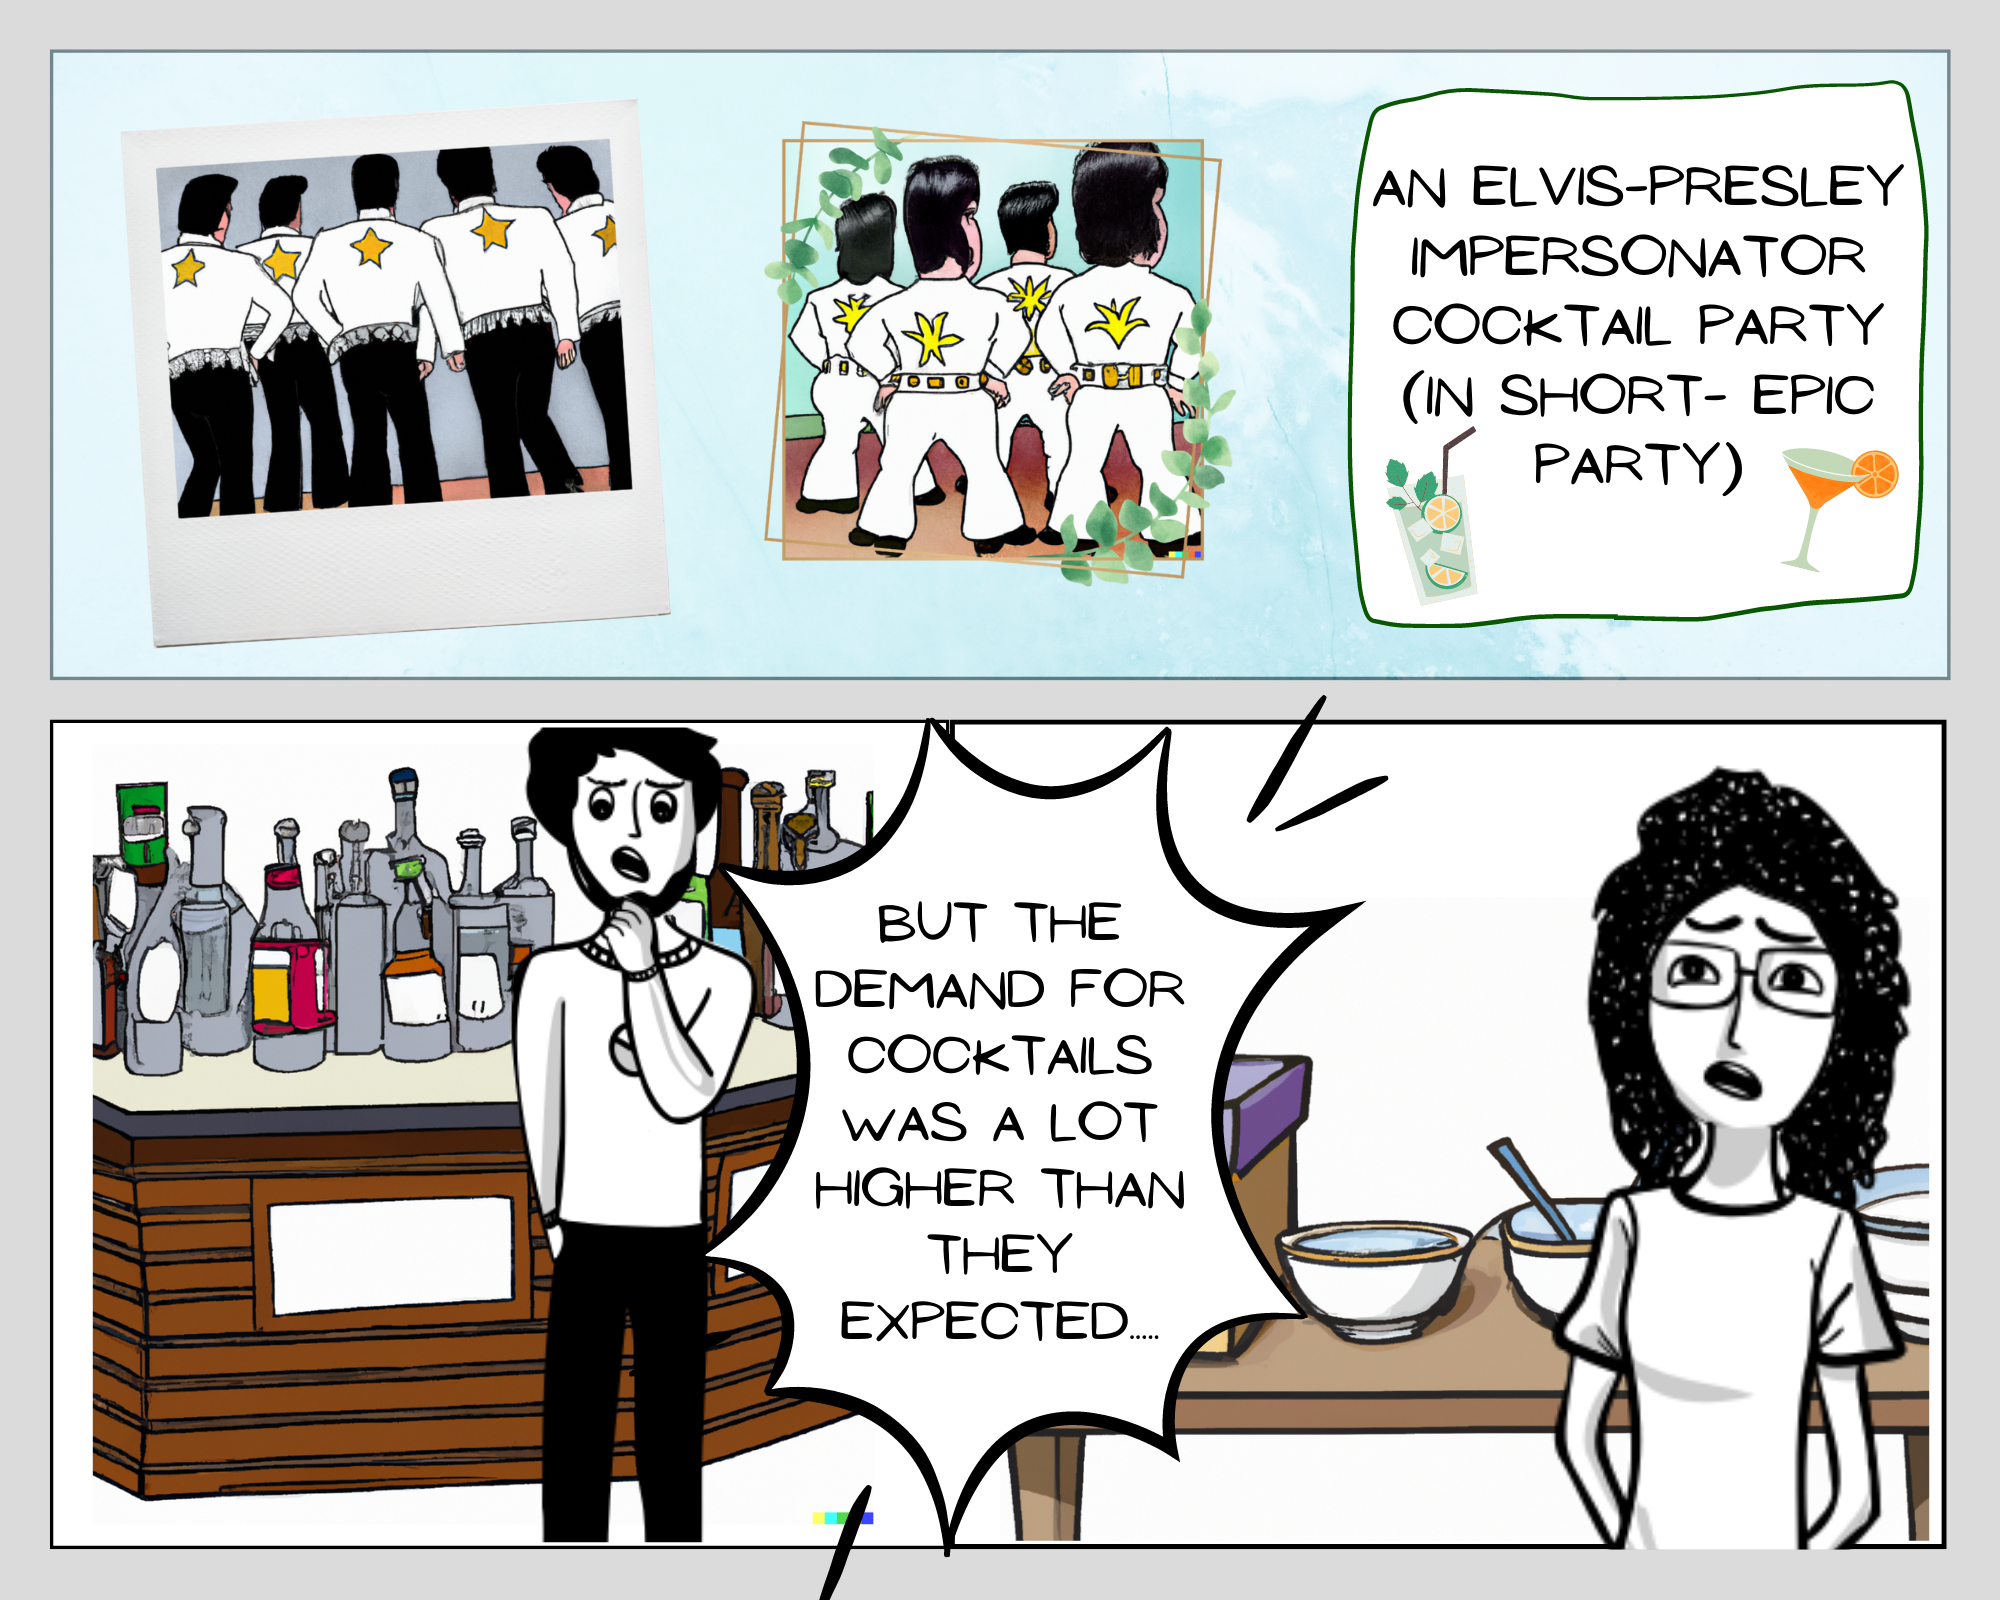 AN ELVIS-PRESLEY
IMPERSONATOR
COCKTAIL PARTY
(IN SHORT- EPIC
PARTY)
BUT THE
DEMAND FOR
COCKTAILS
WAS A LOT
HIGHER THAN
THEY
EXPECTED.....